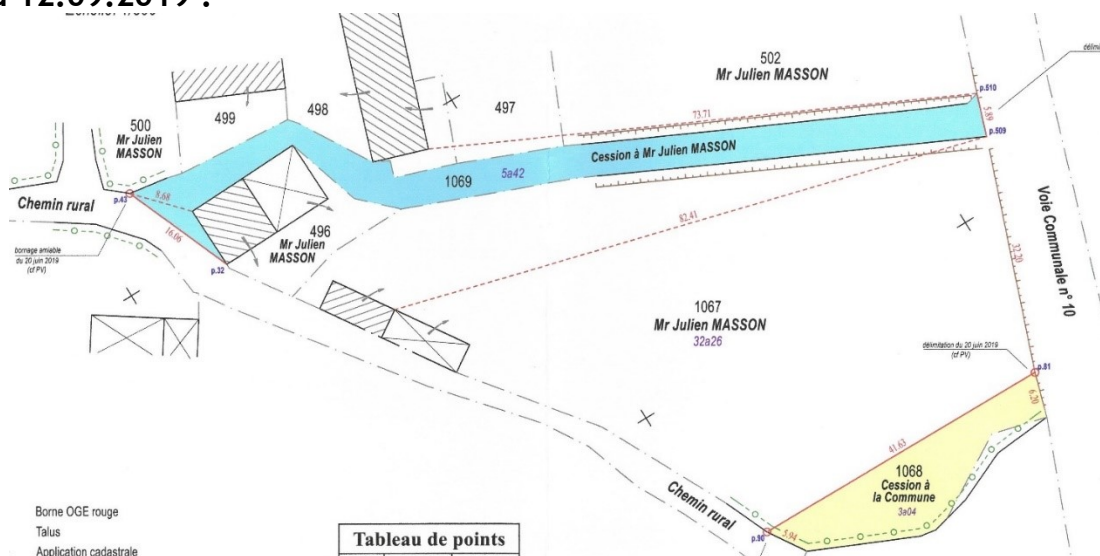 12.09.2019 :
502
Mr Julien MASSON
p.510
5.89
p.509
73.71
497
498
499
500
Mr Julien
MASSON
Cession à Mr Julien MASSON
1069
5a42
Chemin rural
p.43
9.68
16.06
p.32
496
Mr Julien
MASSON
borrage amiable
du 20 juin 2019
(cf PV)
82.41
32.20
Voie Communale n° 10
1067
Mr Julien MASSON
32a26
délimitation du 20 juin 2019
(cf PV)
p.51
6.20
41.63
1068
Cession à
la Commune
3a04
Chemin rural
p.90
5.94
Borne OGE rouge
Talus
Application cadastrale
Tableau de points